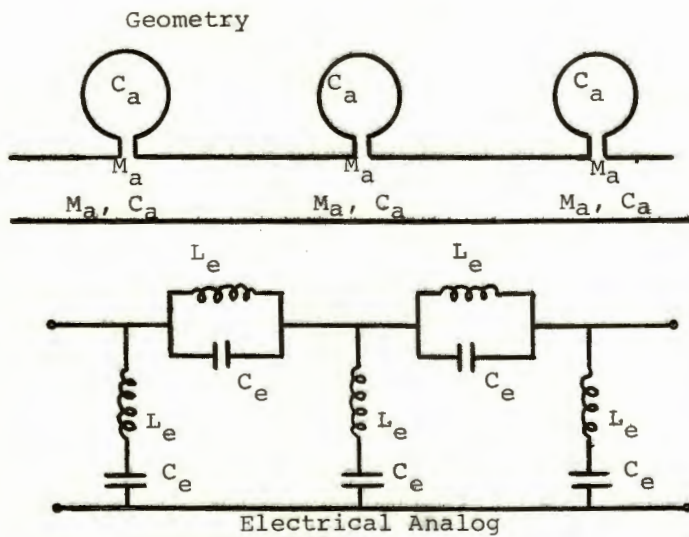 Geometry
C_a C_a C_a
M_a M_a M_a
M_a, C_a M_a, C_a M_a, C_a
L_e L_e
C_e C_e
L_e L_e L_e
C_e C_e C_e
Electrical Analog